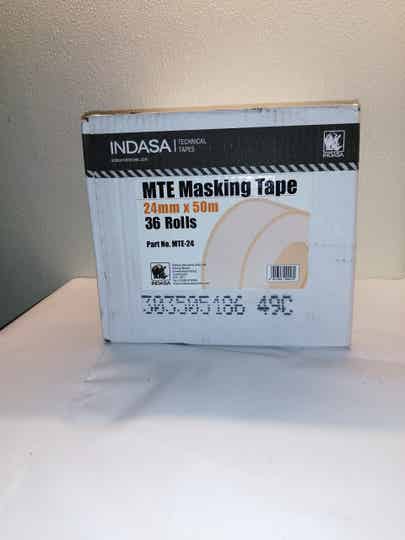 INDASA | TECHNICAL
TAPES
INDASA
MTE Masking Tape
24mm x 50m
36 Rolls
Part No. MTE-24
INDASA
303505186 49C